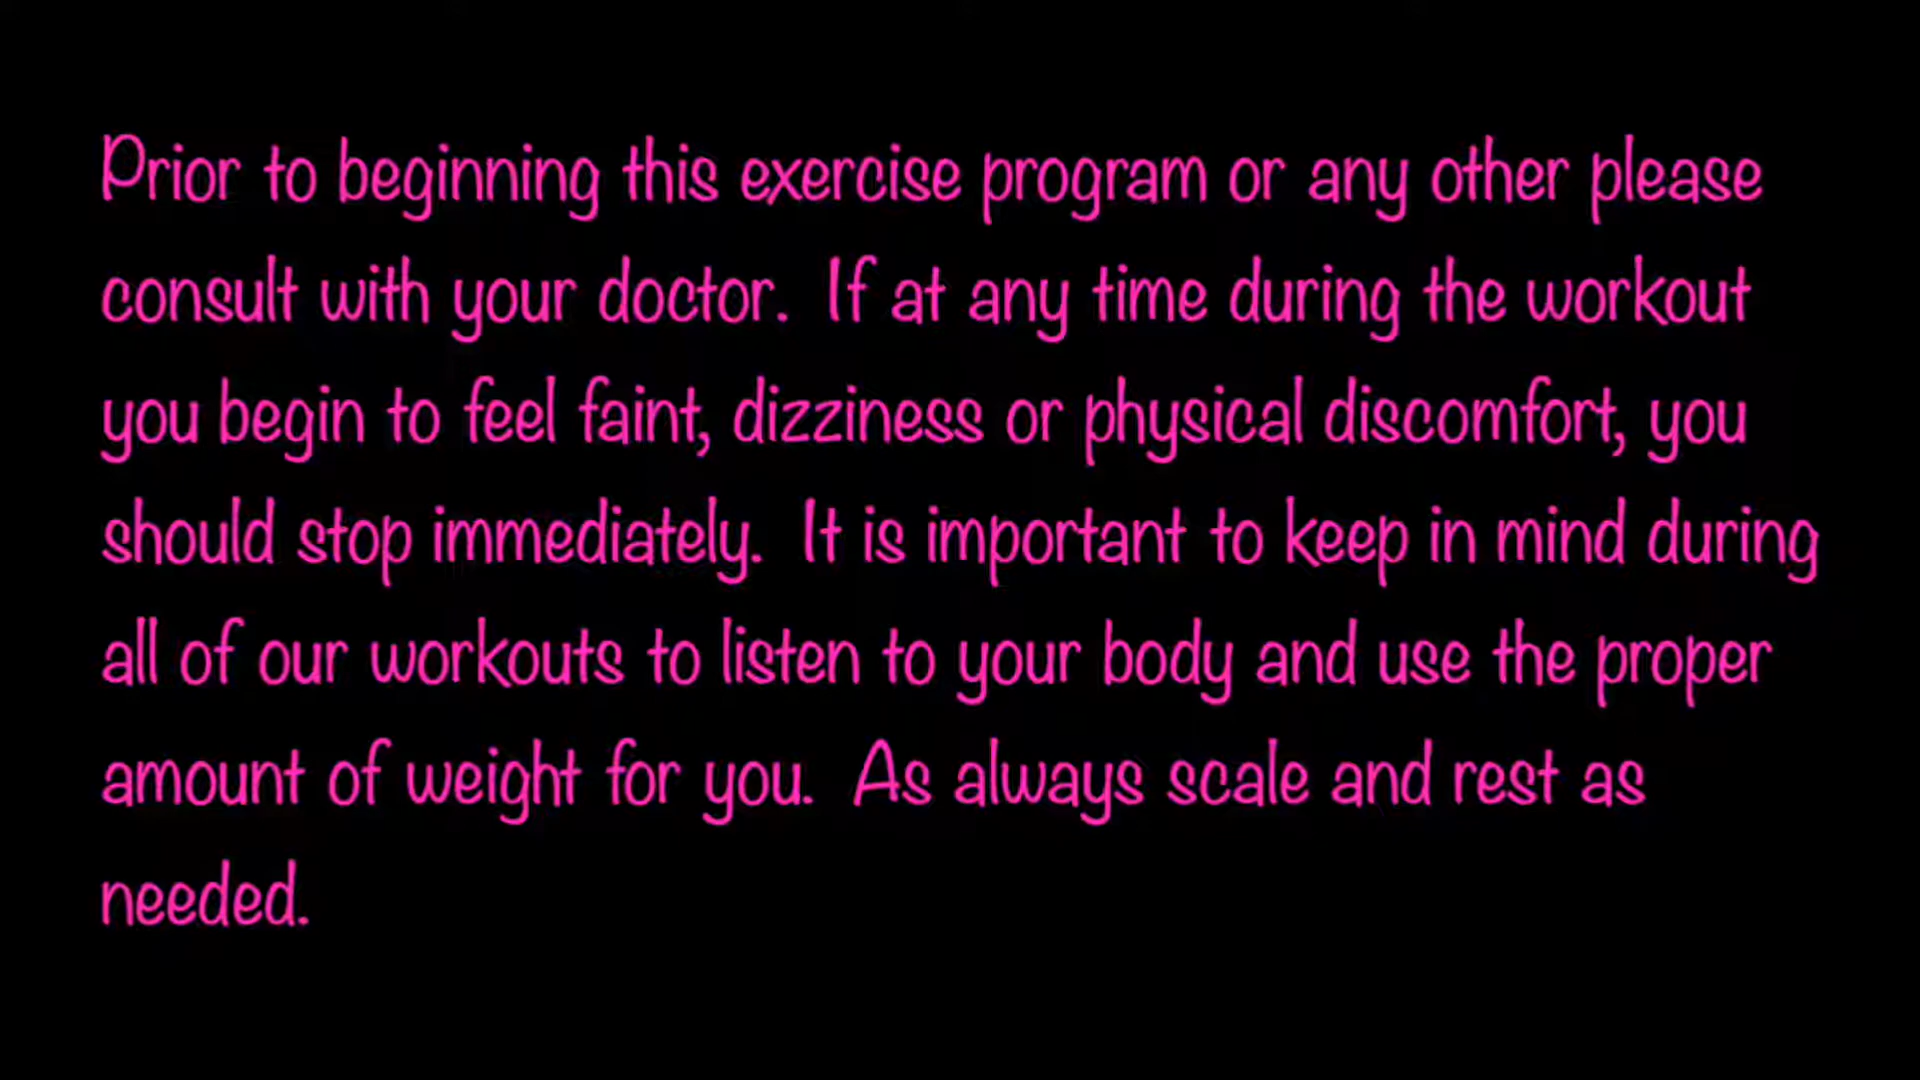 Prior to beginning this exercise program or any other please
consult with your doctor.  If at any time during the workout
you begin to feel faint, dizziness or physical discomfort, you
should stop immediately.  It is important to keep in mind during
all of our workouts to listen to your body and use the proper
amount of weight for you.  As always scale and rest as
needed.